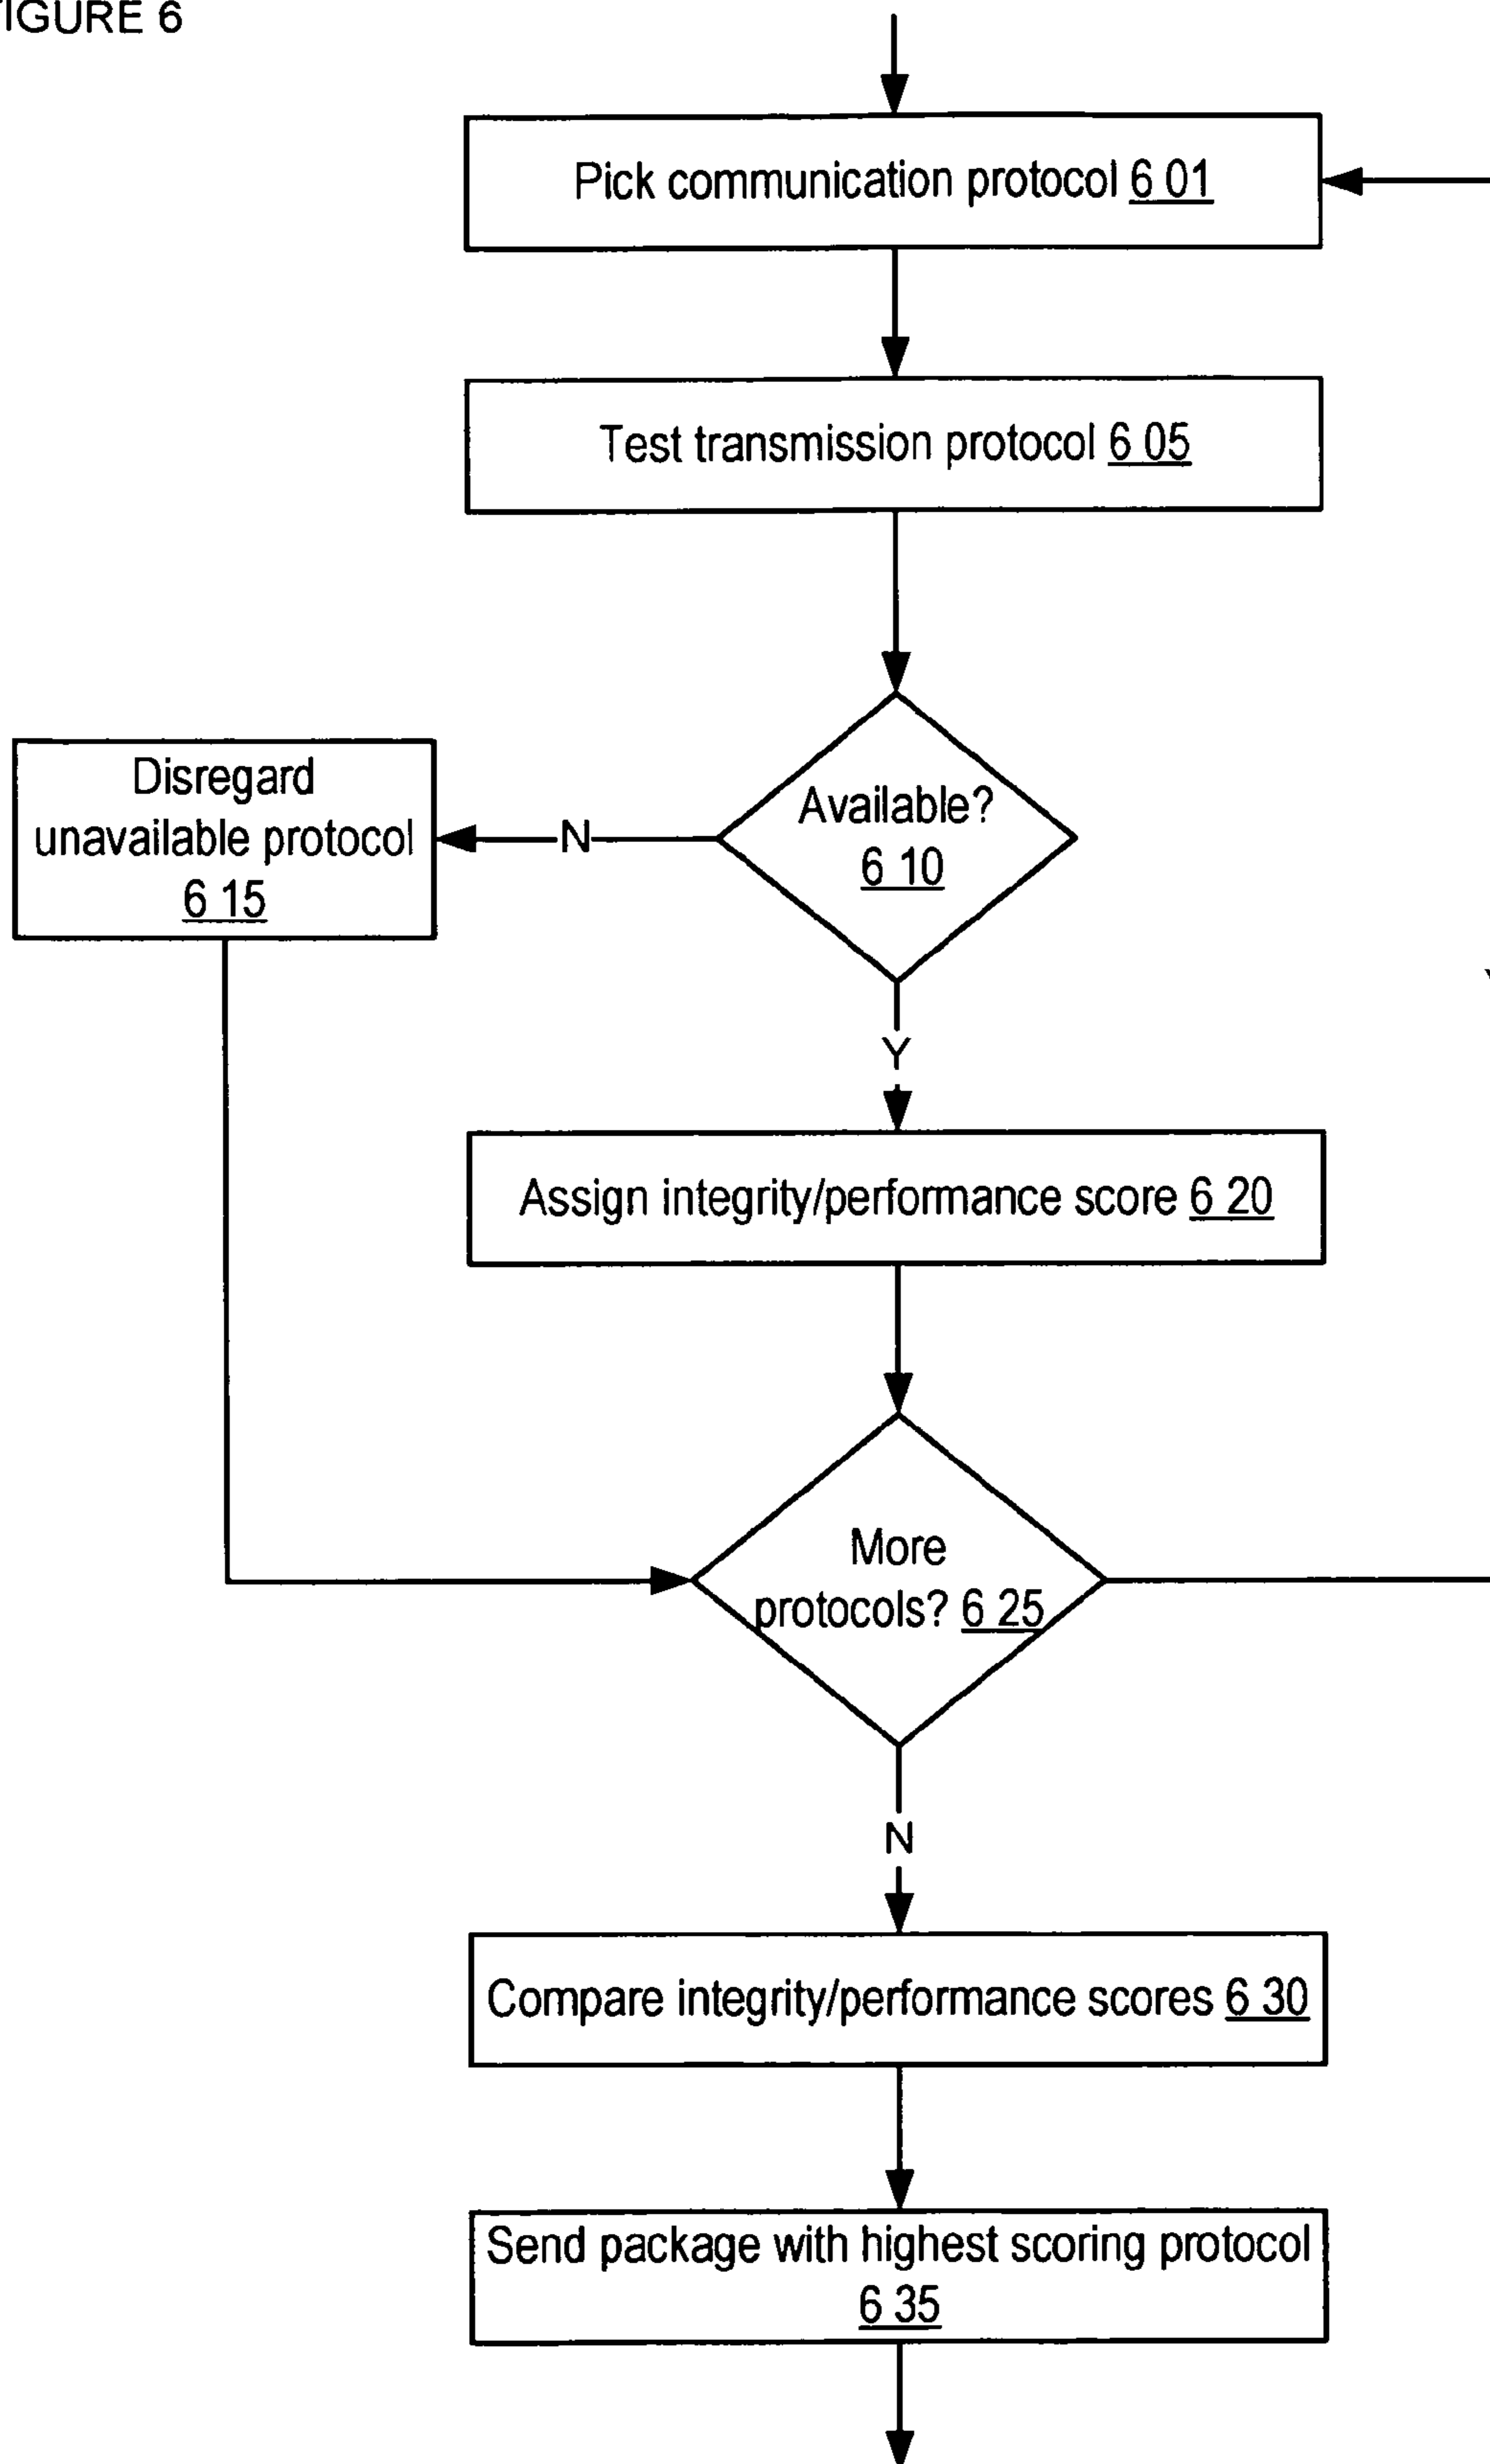 FIGURE 6
Pick communication protocol 6 01
Test transmission protocol 6 05
Available?
6 10
N
Disregard
unavailable protocol
6 15
Y
Assign integrity/performance score 6 20
More
protocols? 6 25
N
Compare integrity/performance scores 6 30
Send package with highest scoring protocol
6 35